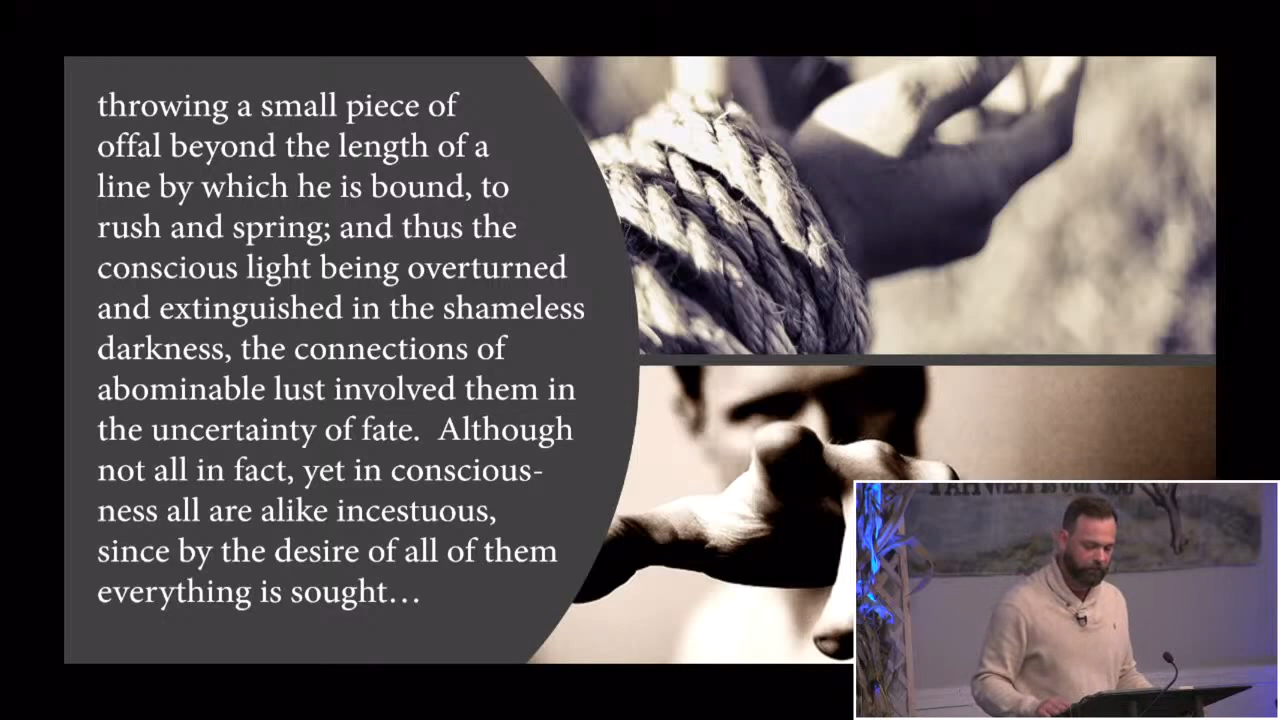 throwing a small piece of
offal beyond the length of a
line by which he is bound, to
rush and spring; and thus the
conscious light being overturned
and extinguished in the shameless
darkness, the connections of
abominable lust involved them in
the uncertainty of fate.  Although
not all in fact, yet in conscious-
ness all are alike incestuous,
since by the desire of all of them
everything is sought…
is our God